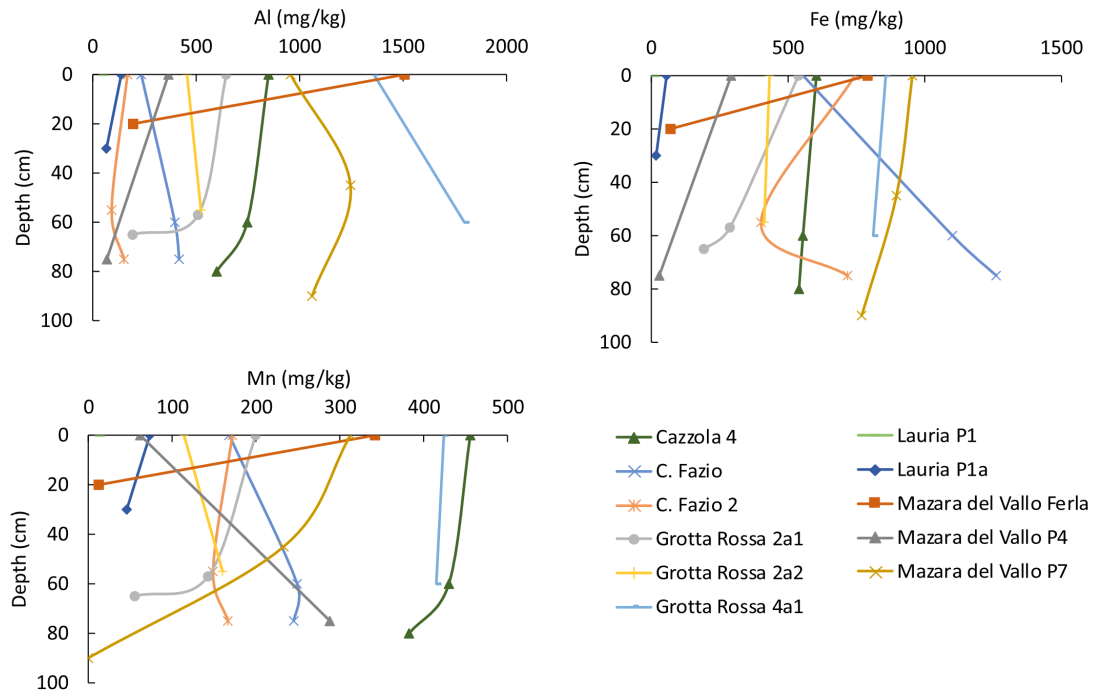 Al (mg/kg)
0 500 1000 1500 2000
0
20
40
60
80
100
Depth (cm)
Fe (mg/kg)
0 500 1000 1500
0
20
40
60
80
100
Depth (cm)
Mn (mg/kg)
0 100 200 300 400 500
0
20
40
60
80
100
Depth (cm)
Cazzola 4
C. Fazio
C. Fazio 2
Grotta Rossa 2a1
Grotta Rossa 2a2
Grotta Rossa 4a1
Lauria P1
Lauria P1a
Mazara del Vallo Ferla
Mazara del Vallo P4
Mazara del Vallo P7